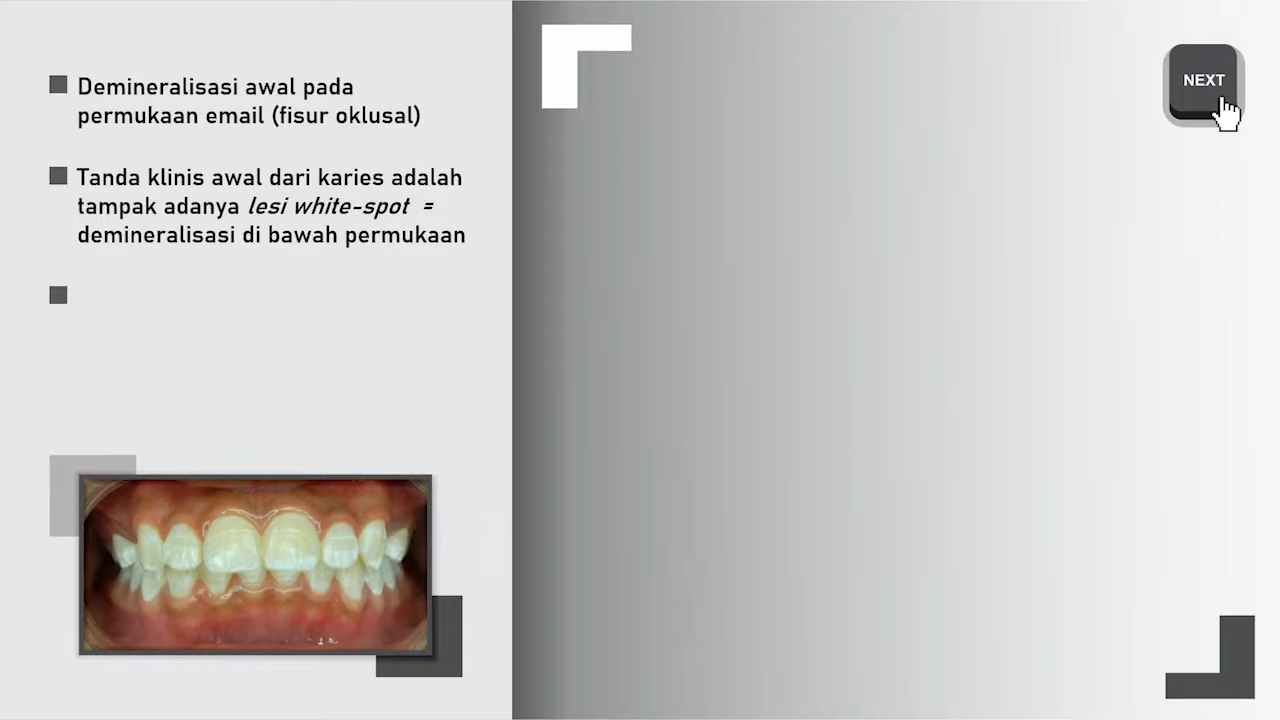 Demineralisasi awal pada
permukaan email (fisur oklusal)
Tanda klinis awal dari karies adalah
tampak adanya lesi white-spot =
demineralisasi di bawah permukaan
NEXT